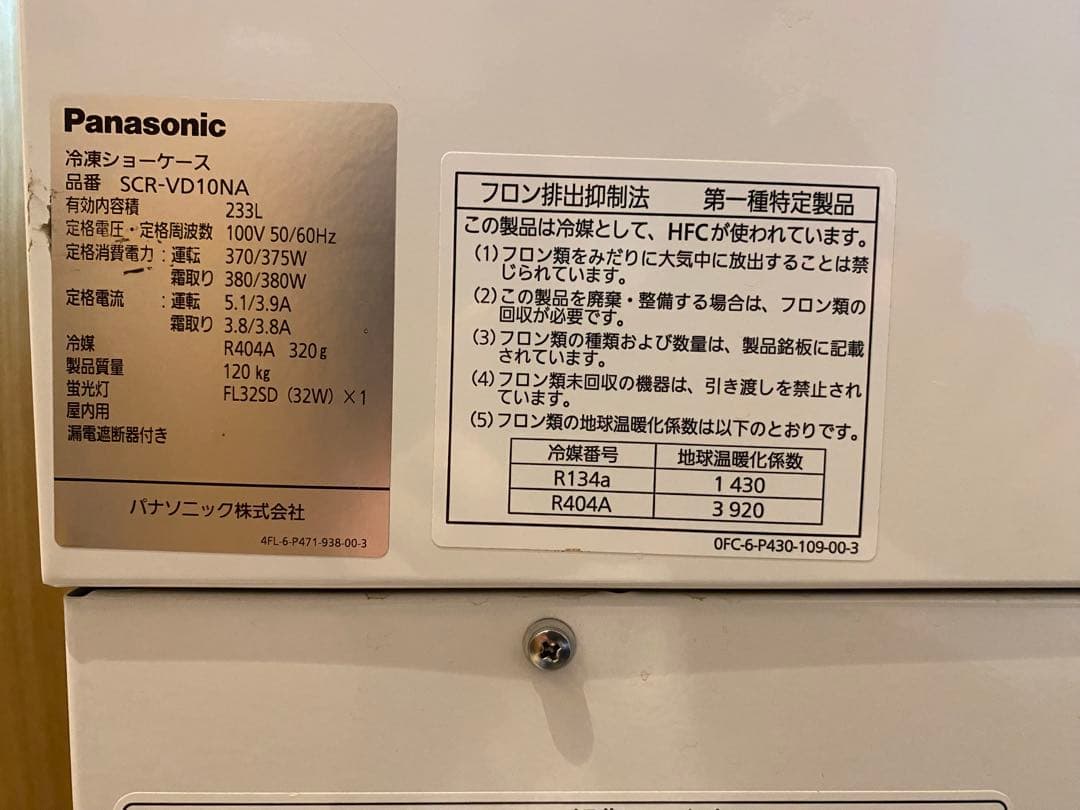 Panasonic
冷凍ショーケース
品番 SCR-VD10NA
有効内容積 233L
定格電圧・定格周波数 100V 50/60Hz
定格消費電力：運転 370/375W
霜取り 380/380W
定格電流 ：運転 5.1/3.9A
霜取り 3.8/3.8A
冷媒 R404A 320g
製品質量 120kg
蛍光灯 FL32SD（32W）×1
屋内用
漏電遮断器付き
パナソニック株式会社
4FL-6-P471-938-00-3
フロン排出抑制法 第一種特定製品
この製品は冷媒として、HFCが使われています。
(1)フロン類をみだりに大気中に放出することは禁
じられています。
(2)この製品を廃棄・整備する場合は、フロン類の
回収が必要です。
(3)フロン類の種類および数量は、製品銘板に記載
されています。
(4)フロン類未回収の機器は、引き渡しを禁止され
ています。
(5)フロン類の地球温暖化係数は以下のとおりです。
冷媒番号 地球温暖化係数
R134a 1 430
R404A 3 920
0FC-6-P430-109-00-3